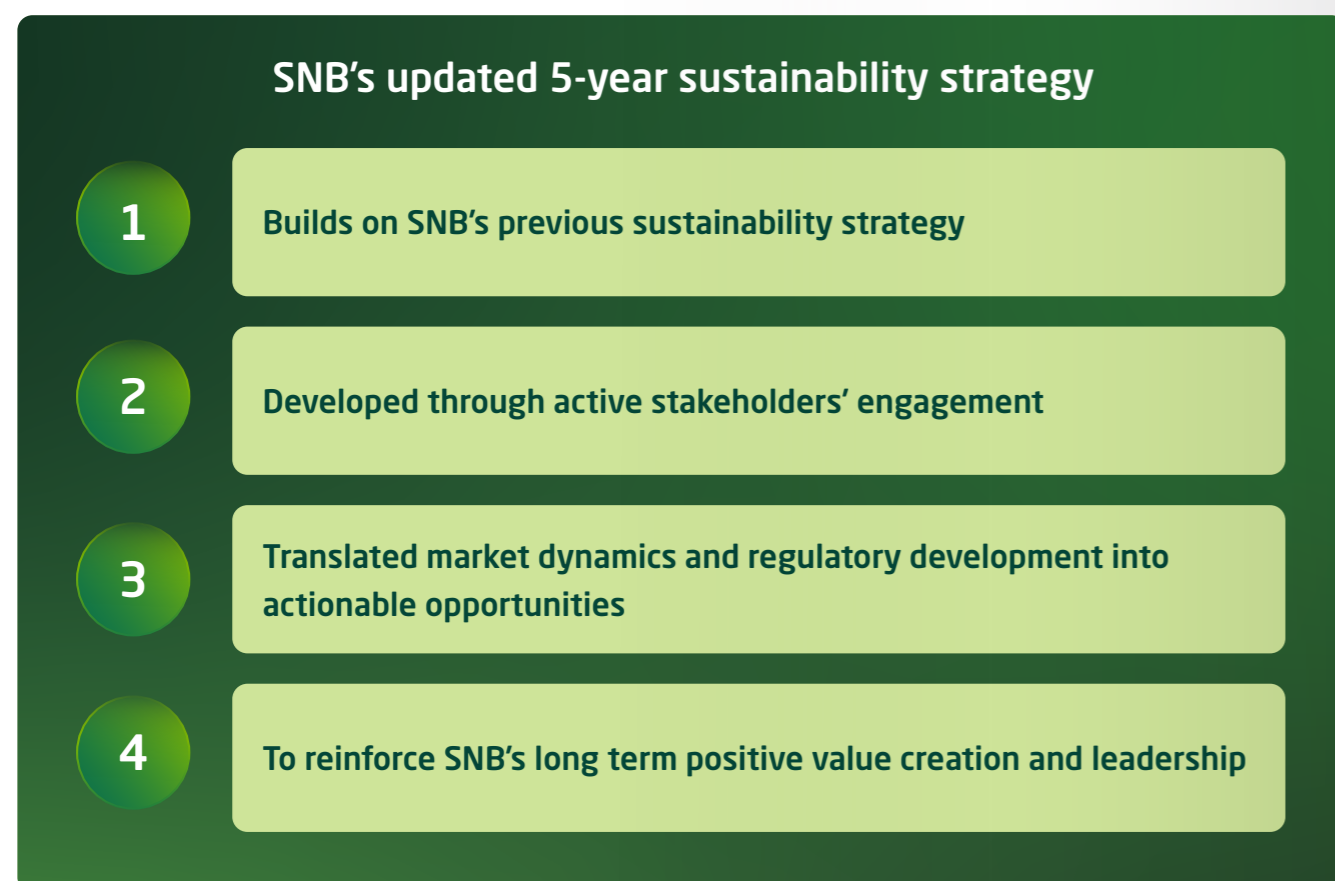 SNB’s updated 5-year sustainability strategy
1
Builds on SNB’s previous sustainability strategy
2
Developed through active stakeholders’ engagement
3
Translated market dynamics and regulatory development into
actionable opportunities
4
To reinforce SNB’s long term positive value creation and leadership